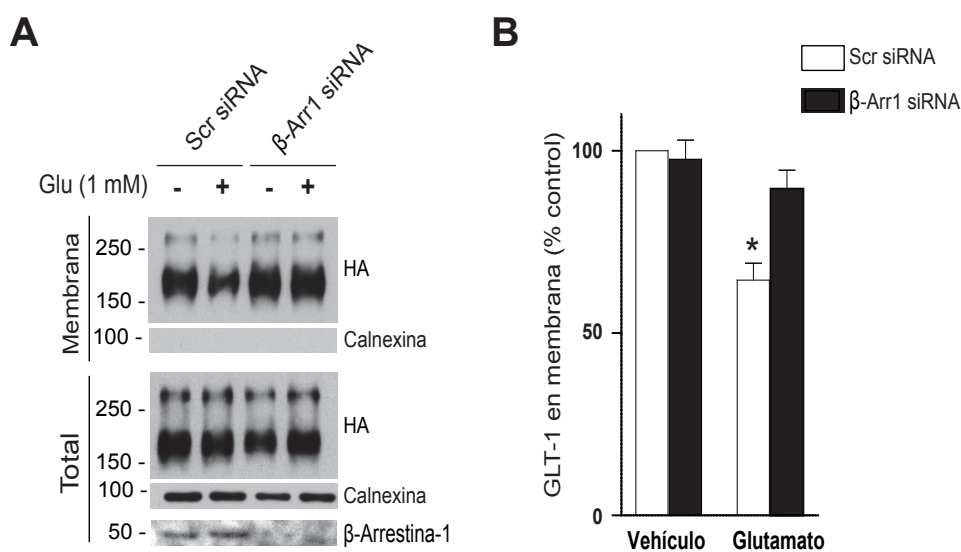 A
Scr siRNA
β-Arr1 siRNA
Glu (1 mM)
- + - +
Membrana
250 -
150 -
HA
100 -
Calnexina
Total
250 -
150 -
HA
100 -
Calnexina
50 -
β-Arrestina-1
B
Scr siRNA
β-Arr1 siRNA
GLT-1 en membrana (% control)
100
50
0
*
Vehículo
Glutamato